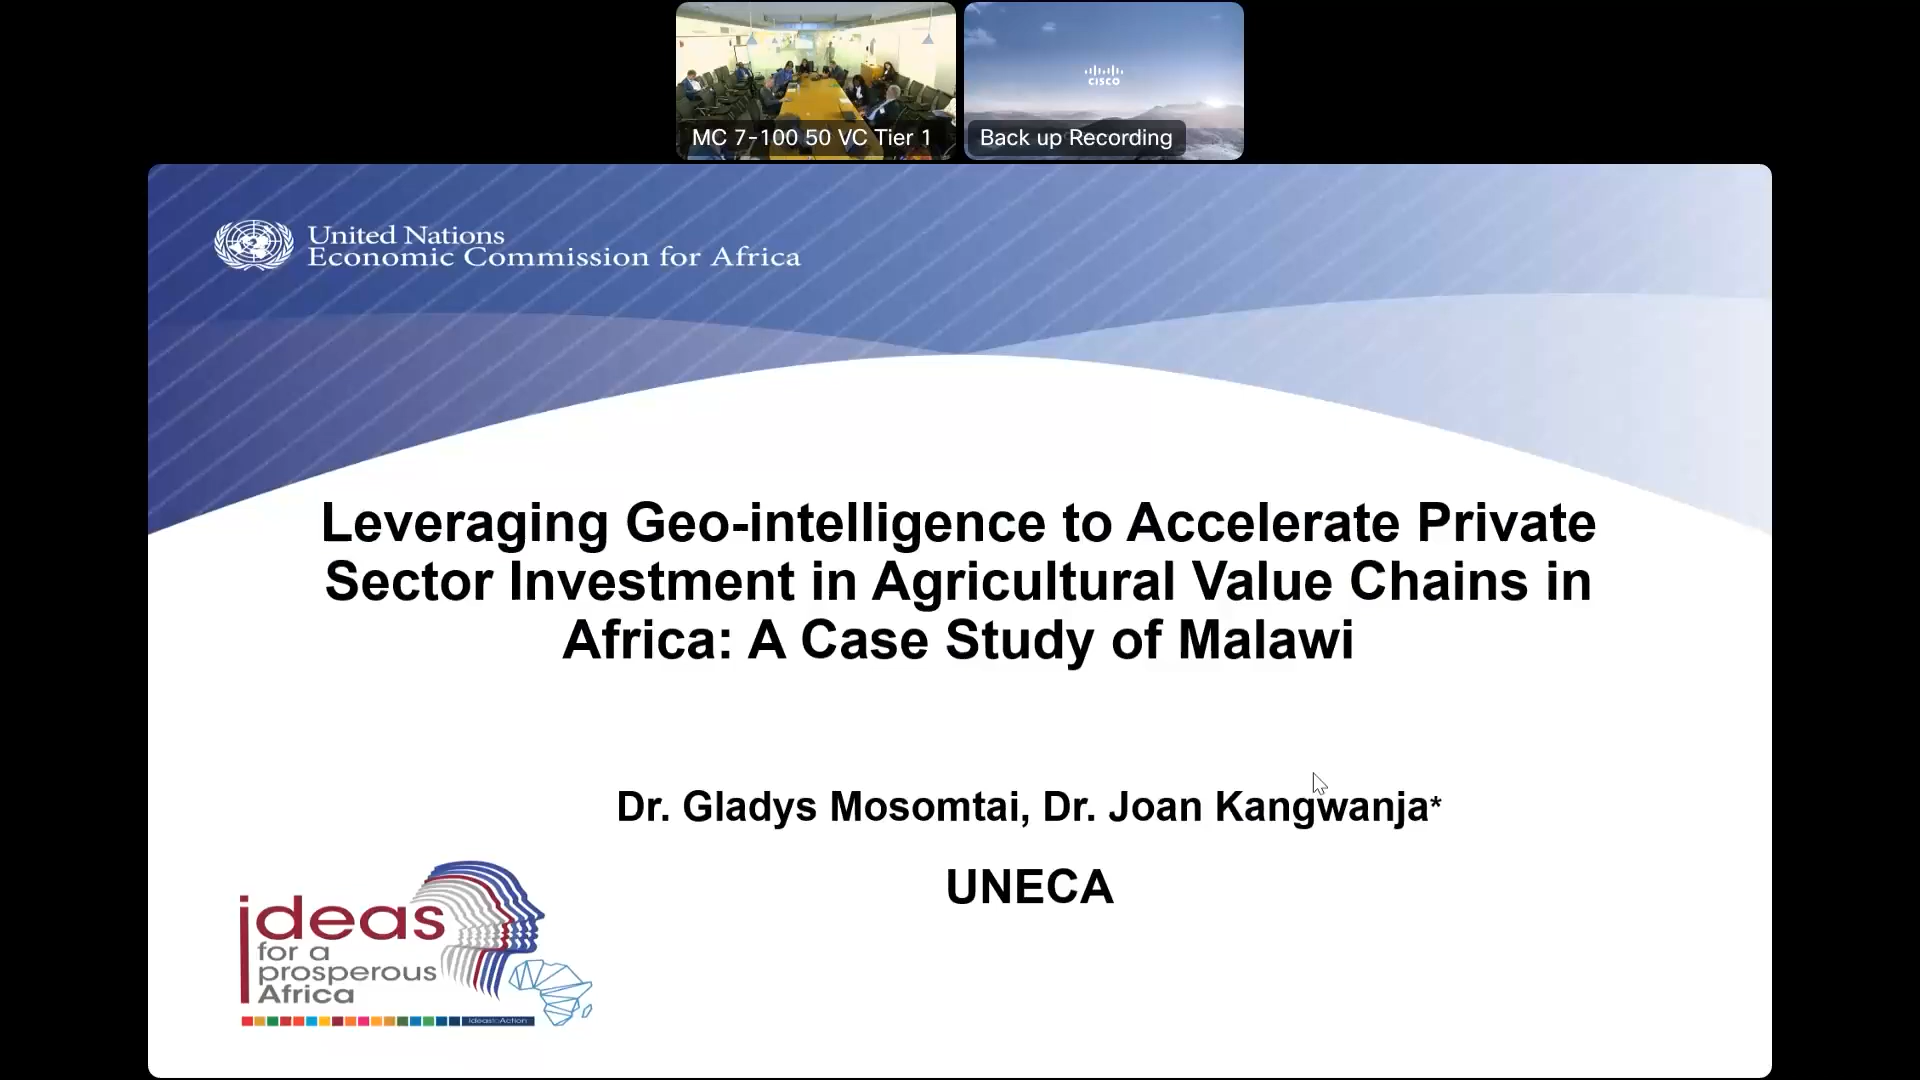 MC 7-100 50 VC Tier 1
CISCO
Back up Recording
United Nations
Economic Commission for Africa
Leveraging Geo-intelligence to Accelerate Private
Sector Investment in Agricultural Value Chains in
Africa: A Case Study of Malawi
Dr. Gladys Mosomtai, Dr. Joan Kangwanja*
UNECA
ideas
for a
prosperous
Africa
IdeastoAction